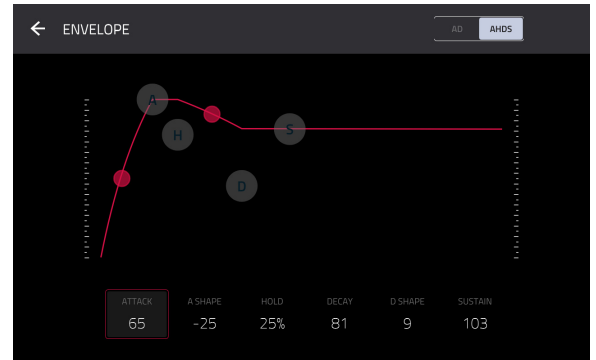 ENVELOPE
AD AHDS
A
H
S
D
ATTACK A SHAPE HOLD DECAY D SHAPE SUSTAIN
65 -25 25% 81 9 103